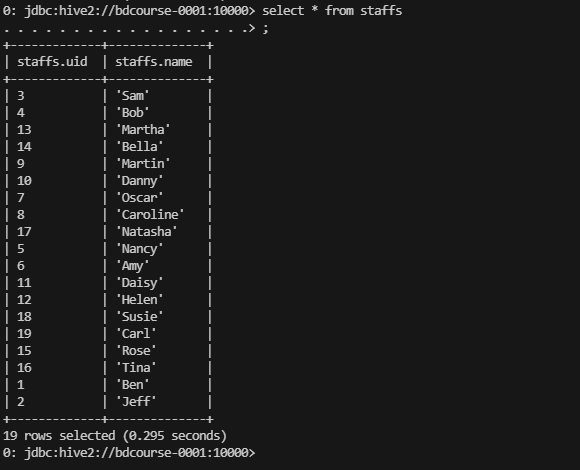 0: jdbc:hive2://bdcourse-0001:10000> select * from staffs
. . . . . . . . . . . . . . . . . .> ;
+-------------+--------------+
| staffs.uid  | staffs.name  |
+-------------+--------------+
| 3           | 'Sam'        |
| 4           | 'Bob'        |
| 13          | 'Martha'     |
| 14          | 'Bella'      |
| 9           | 'Martin'     |
| 10          | 'Danny'      |
| 7           | 'Oscar'      |
| 8           | 'Caroline'   |
| 17          | 'Natasha'    |
| 5           | 'Nancy'      |
| 6           | 'Amy'        |
| 11          | 'Daisy'      |
| 12          | 'Helen'      |
| 18          | 'Susie'      |
| 19          | 'Carl'       |
| 15          | 'Rose'       |
| 16          | 'Tina'       |
| 1           | 'Ben'        |
| 2           | 'Jeff'       |
+-------------+--------------+
19 rows selected (0.295 seconds)
0: jdbc:hive2://bdcourse-0001:10000>